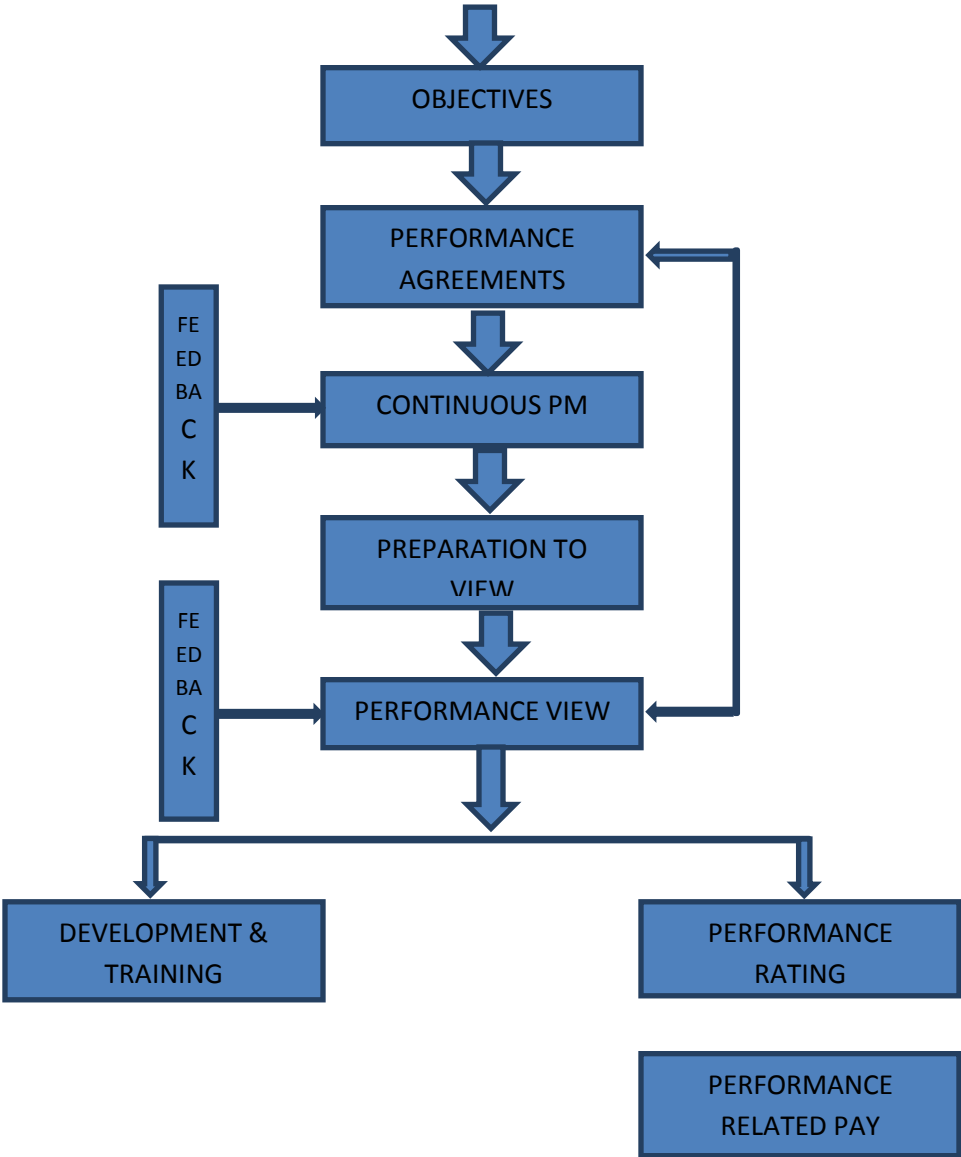 OBJECTIVES
PERFORMANCE
AGREEMENTS
FE
ED
BA
C
K
CONTINUOUS PM
PREPARATION TO
VIEW
FE
ED
BA
C
K
PERFORMANCE VIEW
DEVELOPMENT &
TRAINING
PERFORMANCE
RATING
PERFORMANCE
RELATED PAY